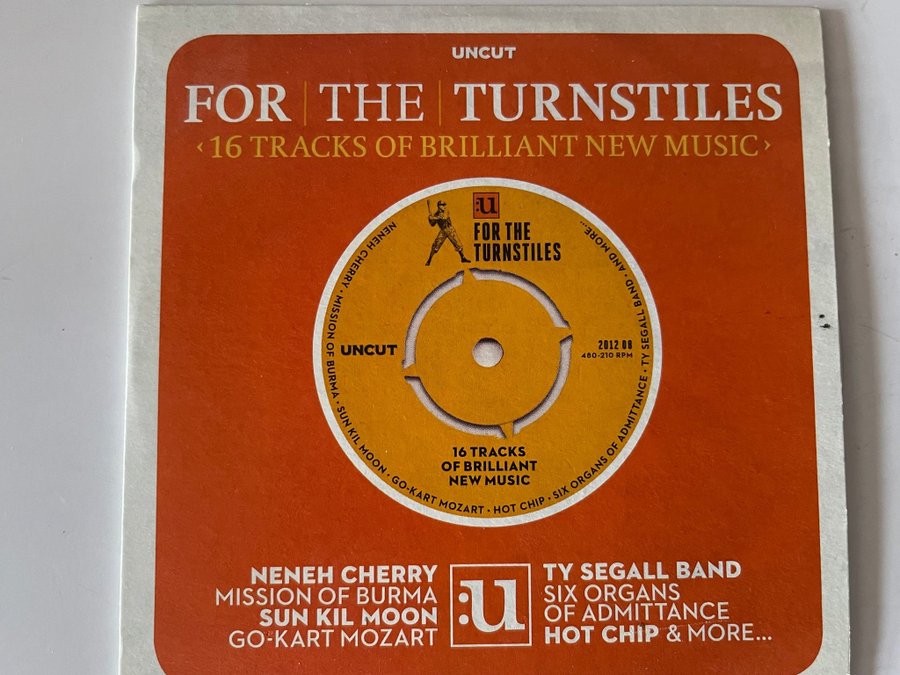 UNCUT
FOR | THE | TURNSTILES
‹16 TRACKS OF BRILLIANT NEW MUSIC›
:u
FOR THE
TURNSTILES
NENEH CHERRY · MISSION OF BURMA · SUN KIL MOON · GO-KART MOZART · HOT CHIP · SIX ORGANS OF ADMITTANCE · TY SEGALL BAND · AND MORE...
UNCUT
2012 08
480-210 RPM
16 TRACKS
OF BRILLIANT
NEW MUSIC
NENEH CHERRY
MISSION OF BURMA
SUN KIL MOON
GO-KART MOZART
:u
TY SEGALL BAND
SIX ORGANS
OF ADMITTANCE
HOT CHIP & MORE...